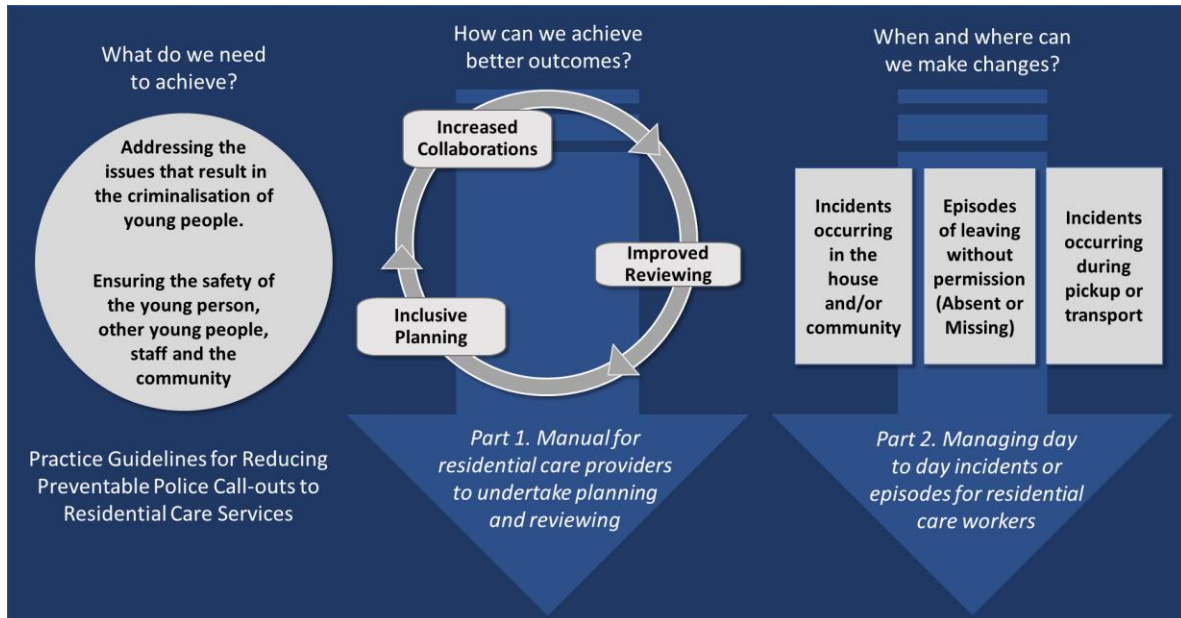 What do we need
to achieve?
Addressing the
issues that result in
the criminalisation of
young people.
Ensuring the safety of
the young person,
other young people,
staff and the
community
Practice Guidelines for Reducing
Preventable Police Call-outs to
Residential Care Services
How can we achieve
better outcomes?
Increased
Collaborations
Improved
Reviewing
Inclusive
Planning
Part 1. Manual for
residential care providers
to undertake planning
and reviewing
When and where can
we make changes?
Incidents
occurring
in the
house
and/or
community
Episodes
of leaving
without
permission
(Absent or
Missing)
Incidents
occurring
during
pickup or
transport
Part 2. Managing day
to day incidents or
episodes for residential
care workers